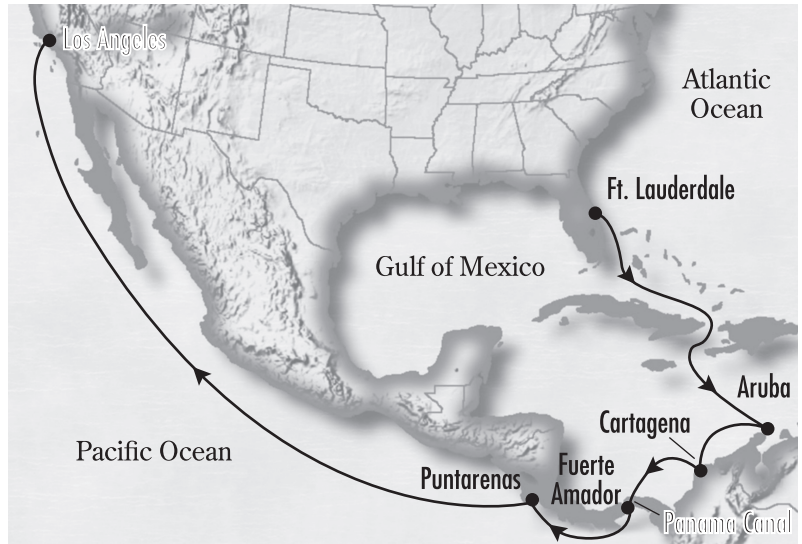 Los Angeles
Atlantic
Ocean
Ft. Lauderdale
Gulf of Mexico
Aruba
Cartagena
Pacific Ocean
Puntarenas
Fuerte
Amador
Panama Canal